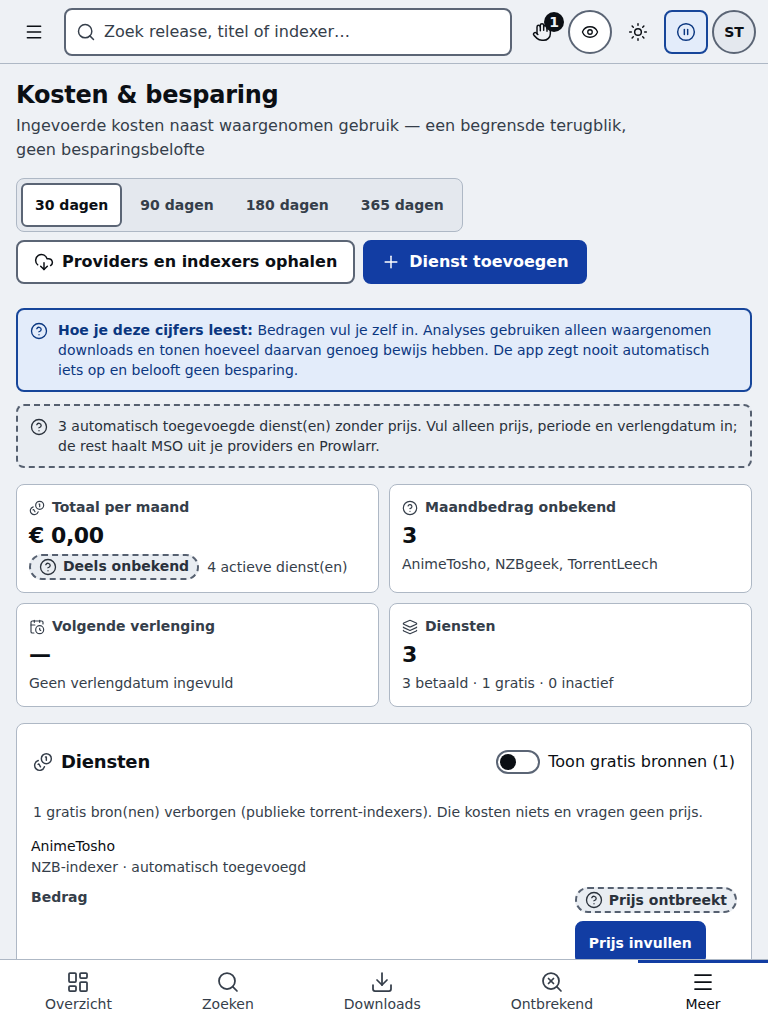 Zoek release, titel of indexer…
1
ST
Kosten & besparing
Ingevoerde kosten naast waargenomen gebruik — een begrensde terugblik,
geen besparingsbelofte
30 dagen
90 dagen
180 dagen
365 dagen
Providers en indexers ophalen
Dienst toevoegen
Hoe je deze cijfers leest: Bedragen vul je zelf in. Analyses gebruiken alleen waargenomen
downloads en tonen hoeveel daarvan genoeg bewijs hebben. De app zegt nooit automatisch
iets op en belooft geen besparing.
3 automatisch toegevoegde dienst(en) zonder prijs. Vul alleen prijs, periode en verlengdatum in;
de rest haalt MSO uit je providers en Prowlarr.
Totaal per maand
€ 0,00
Deels onbekend
4 actieve dienst(en)
Maandbedrag onbekend
3
AnimeTosho, NZBgeek, TorrentLeech
Volgende verlenging
—
Geen verlengdatum ingevuld
Diensten
3
3 betaald · 1 gratis · 0 inactief
Diensten
Toon gratis bronnen (1)
1 gratis bron(nen) verborgen (publieke torrent-indexers). Die kosten niets en vragen geen prijs.
AnimeTosho
NZB-indexer · automatisch toegevoegd
Bedrag
Prijs ontbreekt
Prijs invullen
Overzicht
Zoeken
Downloads
Ontbrekend
Meer